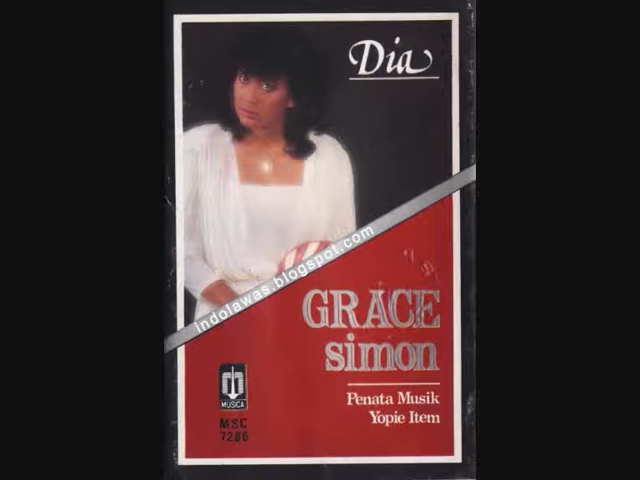 Dia
indolawas.blogspot.com
GRACE
simon
Penata Musik
Yopie Item
MUSICA
MSC
7286